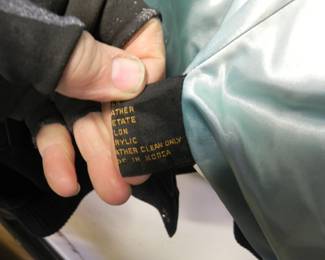 ATHER
ETATE
LON
RYLIC
ATHER CLEAN ONLY
IN KOREA